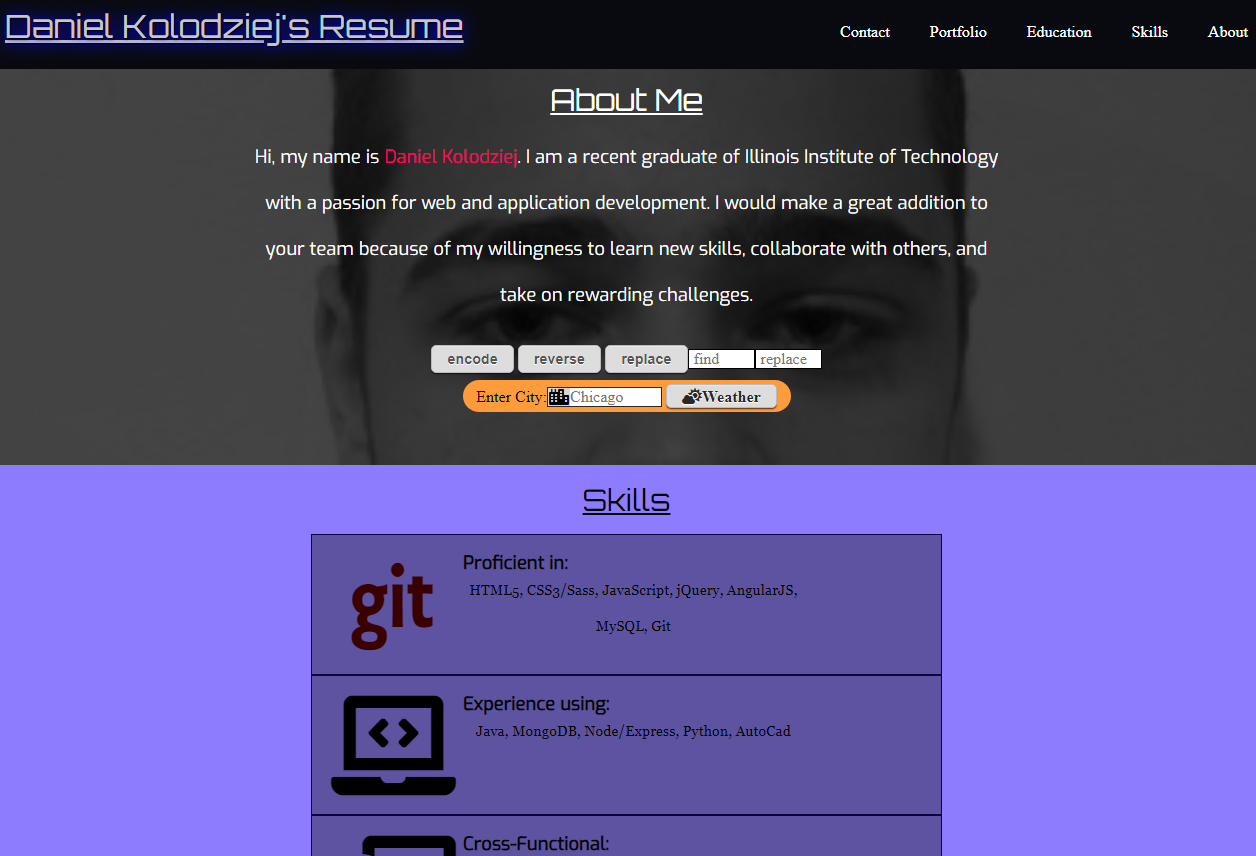 Daniel Kolodziej's Resume
Contact Portfolio Education Skills About
About Me
Hi, my name is Daniel Kolodziej. I am a recent graduate of Illinois Institute of Technology
with a passion for web and application development. I would make a great addition to
your team because of my willingness to learn new skills, collaborate with others, and
take on rewarding challenges.
encode reverse replace find replace
Enter City: Chicago Weather
Skills
git
Proficient in:
HTML5, CSS3/Sass, JavaScript, jQuery, AngularJS,
MySQL, Git
Experience using:
Java, MongoDB, Node/Express, Python, AutoCad
Cross-Functional: